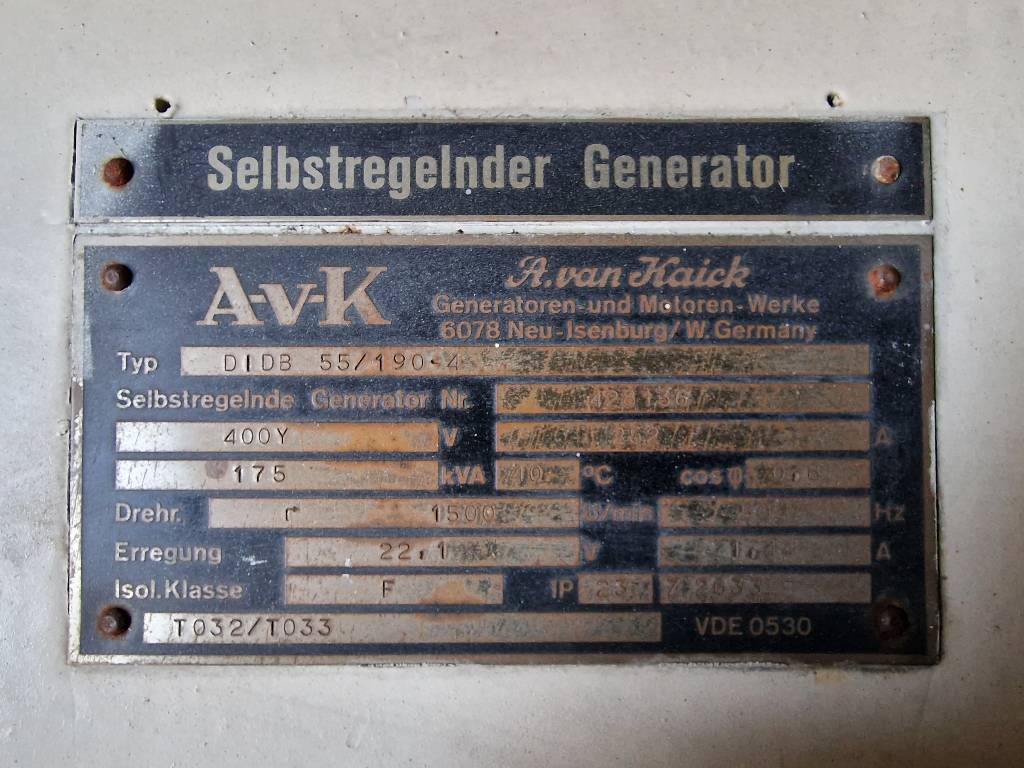 Selbstregelnder Generator
A-v-K
A. van Kaick
Generatoren-und Motoren-Werke
6078 Neu-Isenburg/W. Germany
Typ DIDB 55/190-4
Selbstregelnde Generator Nr.
400Y V A
175 kVA °C cos φ
Drehr. r 1500 U/min Hz
Erregung 22,1 V A
Isol.Klasse F IP 23
T032/T033 VDE 0530